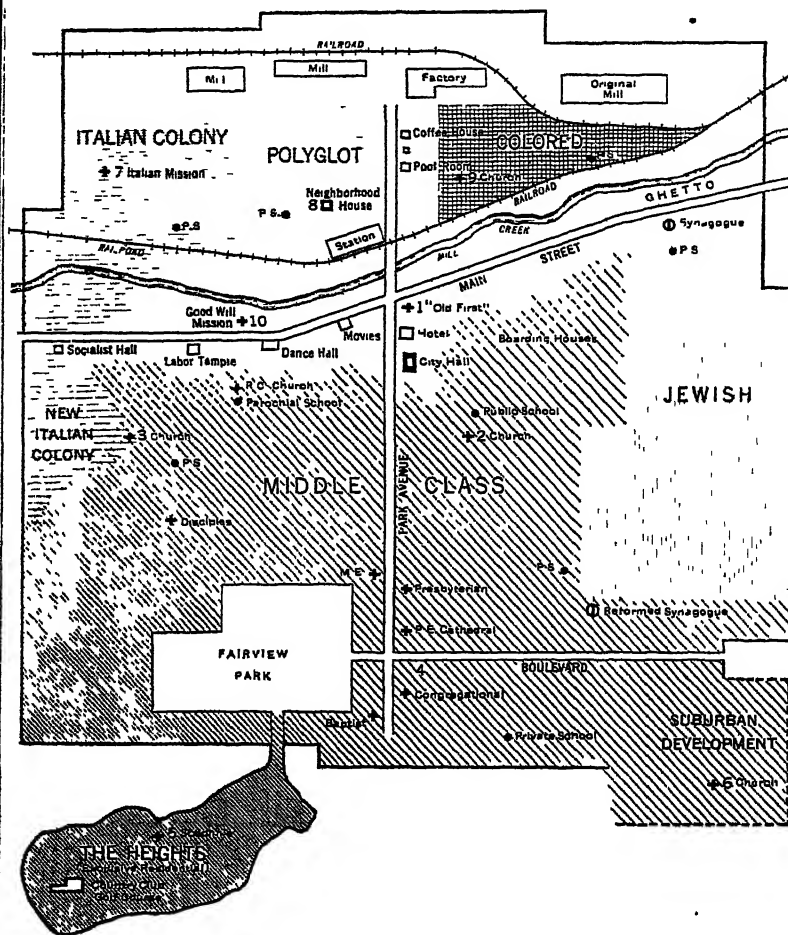 RAILROAD
Mill
Mill
Factory
Original
Mill
ITALIAN COLONY
POLYGLOT
Coffee House
COLORED
P.S.
7 Italian Mission
Pool Room
9 Church
Neighborhood
8 House
P.S.
P.S
RAILROAD
GHETTO
Station
RAILROAD
CREEK
Synagogue
P S
MILL
STREET
MAIN
Good Will
Mission 10
1 "Old First"
Movies
Hotel
Boarding Houses
Socialist Hall
Labor Temple
Dance Hall
City Hall
R.C. Church
Parochial School
JEWISH
NEW
ITALIAN
COLONY
3 Church
Public School
2 Church
P S
MIDDLE
CLASS
PARK AVENUE
Disciples
M E
P S
Presbyterian
Reformed Synagogue
P.E. Cathedral
FAIRVIEW
PARK
4
BOULEVARD
Congregational
Baptist
SUBURBAN
DEVELOPMENT
Private School
6 Church
5
THE HEIGHTS
Country Club